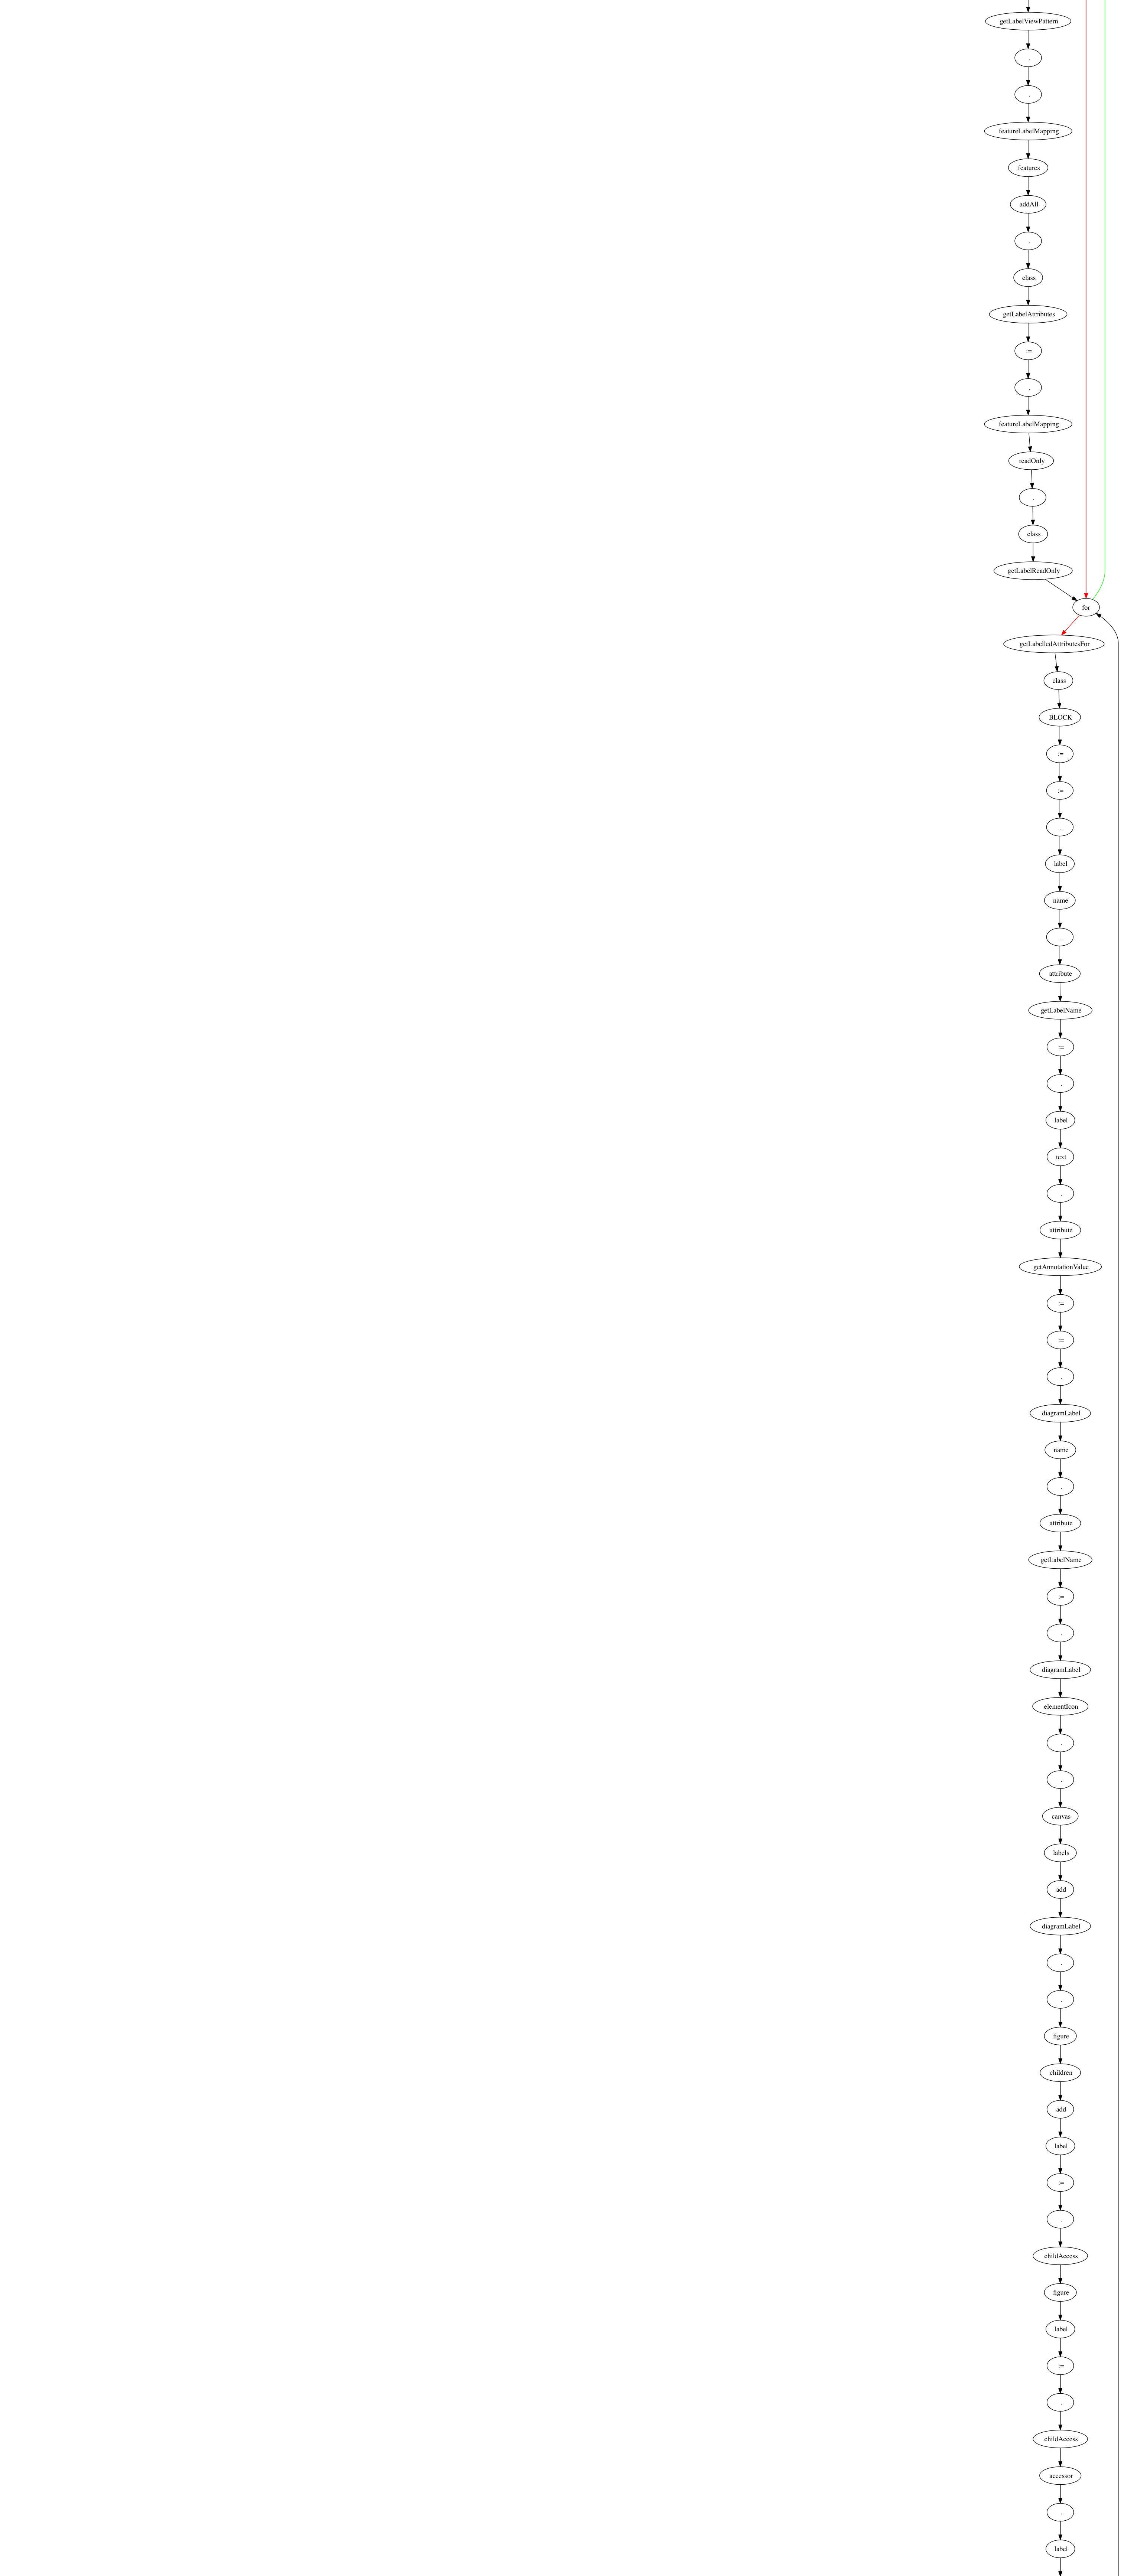 getLabelViewPattern
.
.
featureLabelMapping
features
addAll
.
class
getLabelAttributes
:=
.
featureLabelMapping
readOnly
.
class
getLabelReadOnly
for
getLabelledAttributesFor
class
BLOCK
:=
:=
.
label
name
.
attribute
getLabelName
:=
.
label
text
.
attribute
getAnnotationValue
:=
:=
.
diagramLabel
name
.
attribute
getLabelName
:=
.
diagramLabel
elementIcon
.
.
canvas
labels
add
diagramLabel
.
.
figure
children
add
label
:=
.
childAccess
figure
label
:=
.
childAccess
accessor
.
label